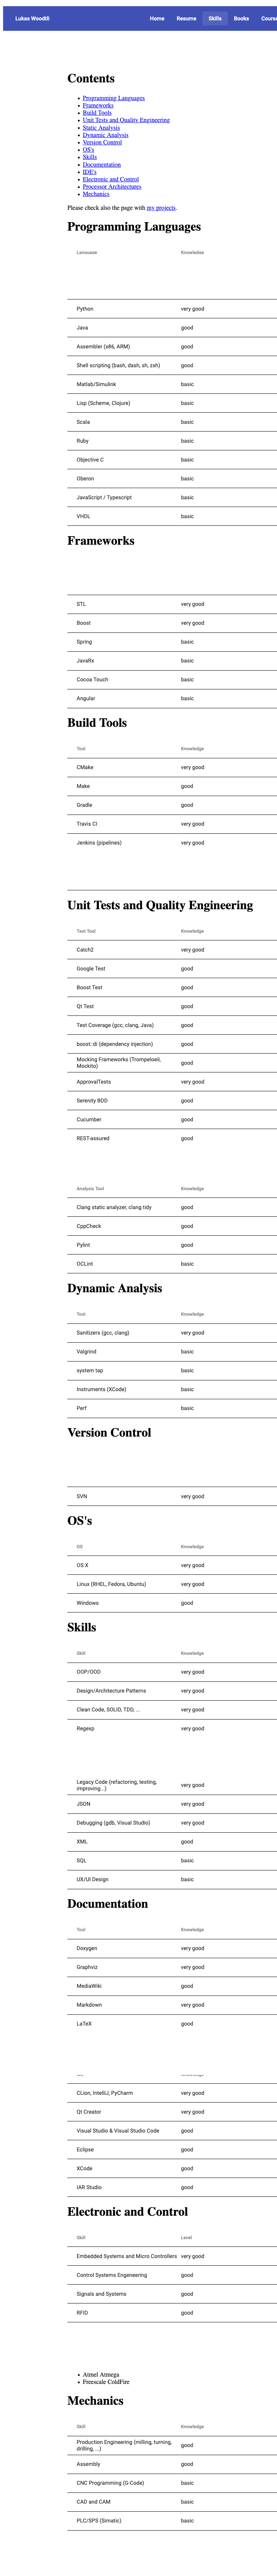 Lukas Woodtli Home Resume Skills Books
Contents
Programming Languages
Frameworks
Build Tools
Unit Tests and Quality Engineering
Static Analysis
Dynamic Analysis
Version Control
OS's
Skills
Documentation
IDE's
Electronic and Control
Processor Architectures
Mechanics
Please check also the page with my projects.
Programming Languages
Language Knowledge
Python very good
Java good
Assembler (x86, ARM) good
Shell scripting (bash, dash, sh, zsh) good
Matlab/Simulink basic
Lisp (Scheme, Clojure) basic
Scala basic
Ruby basic
Objective C basic
Oberon basic
JavaScript / Typescript basic
VHDL basic
Frameworks
STL very good
Boost very good
Spring basic
JavaRx basic
Cocoa Touch basic
Angular basic
Build Tools
Tool Knowledge
CMake very good
Make good
Gradle good
Travis CI very good
Jenkins (pipelines) very good
Unit Tests and Quality Engineering
Test Tool Knowledge
Catch2 very good
Google Test good
Boost Test good
Qt Test good
Test Coverage (gcc, clang, Java) good
boost::di (dependency injection) good
Mocking Frameworks (Trompeloeil,
Mockito) good
ApprovalTests very good
Serenity BDD good
Cucumber good
REST-assured good
Analysis Tool Knowledge
Clang static analyzer, clang tidy good
CppCheck good
Pylint good
OCLint basic
Dynamic Analysis
Tool: Knowledge
Sanitizers (gcc, clang) very good
Valgrind basic
system tap basic
Instruments (XCode) basic
Perf basic
Version Control
SVN very good
OS's
OS Knowledge
OS X very good
Linux (RHEL, Fedora, Ubuntu) very good
Windows good
Skills
Skill Knowledge
OOP/OOD very good
Design/Architecture Patterns very good
Clean Code, SOLID, TDD, ... very good
Regexp very good
Legacy Code (refactoring, testing,
improving...) very good
JSON very good
Debugging (gdb, Visual Studio) very good
XML good
SQL basic
UX/UI Design basic
Documentation
Tool Knowledge
Doxygen very good
Graphviz very good
MediaWiki good
Markdown very good
LaTeX good
CLion, IntelliJ, PyCharm very good
Qt Creator very good
Visual Studio & Visual Studio Code good
Eclipse good
XCode good
IAR Studio good
Electronic and Control
Skill Level
Embedded Systems and Micro Controllers very good
Control Systems Engeneering good
Signals and Systems good
RFID good
Atmel Atmega
Freescale ColdFire
Mechanics
Skill Knowledge
Production Engineering (milling, turning,
drilling, ...) good
Assembly good
CNC Programming (G-Code) basic
CAD and CAM basic
PLC/SPS (Simatic) basic